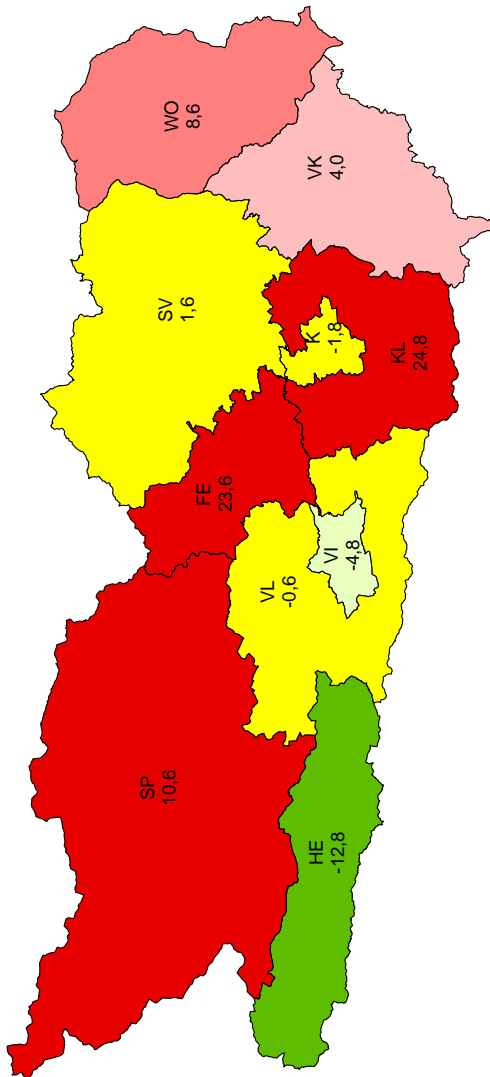 SP
10,6
HE
-12,8
VL
-0,6
VI
-4,8
FE
23,6
SV
1,6
K
-1,8
KL
24,8
WO
8,6
VK
4,0